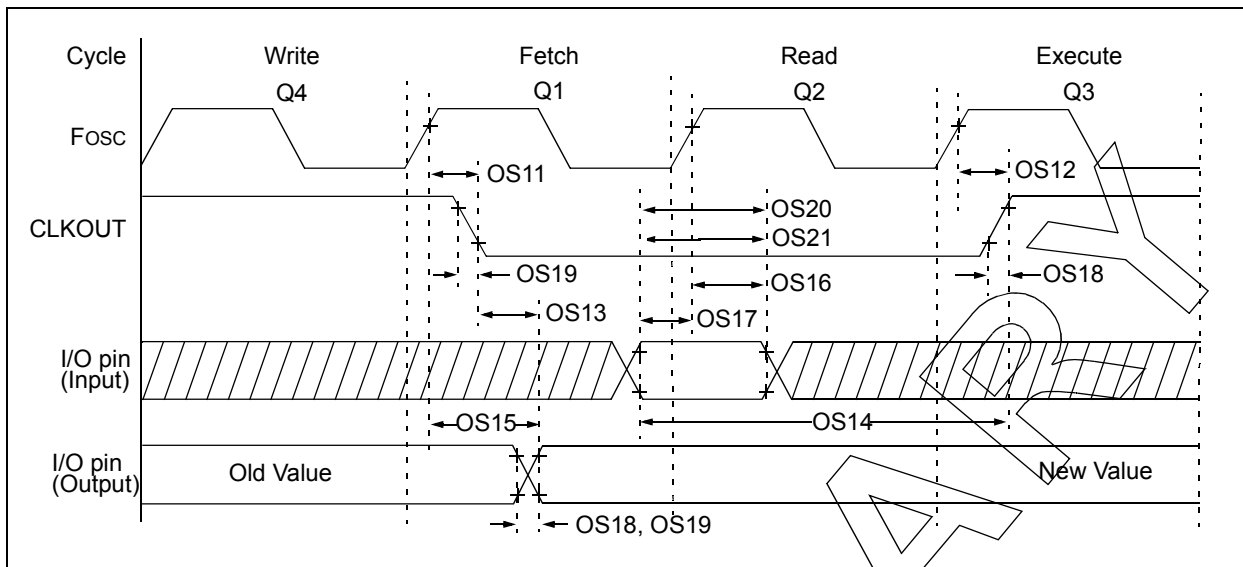 Cycle Write Fetch Read Execute
Q4 Q1 Q2 Q3
Fosc
OS11 OS12
CLKOUT
OS20
OS21
OS19 OS16 OS18
OS13 OS17
I/O pin
(Input)
OS15 OS14
I/O pin
(Output)
Old Value New Value
OS18, OS19
A R Y